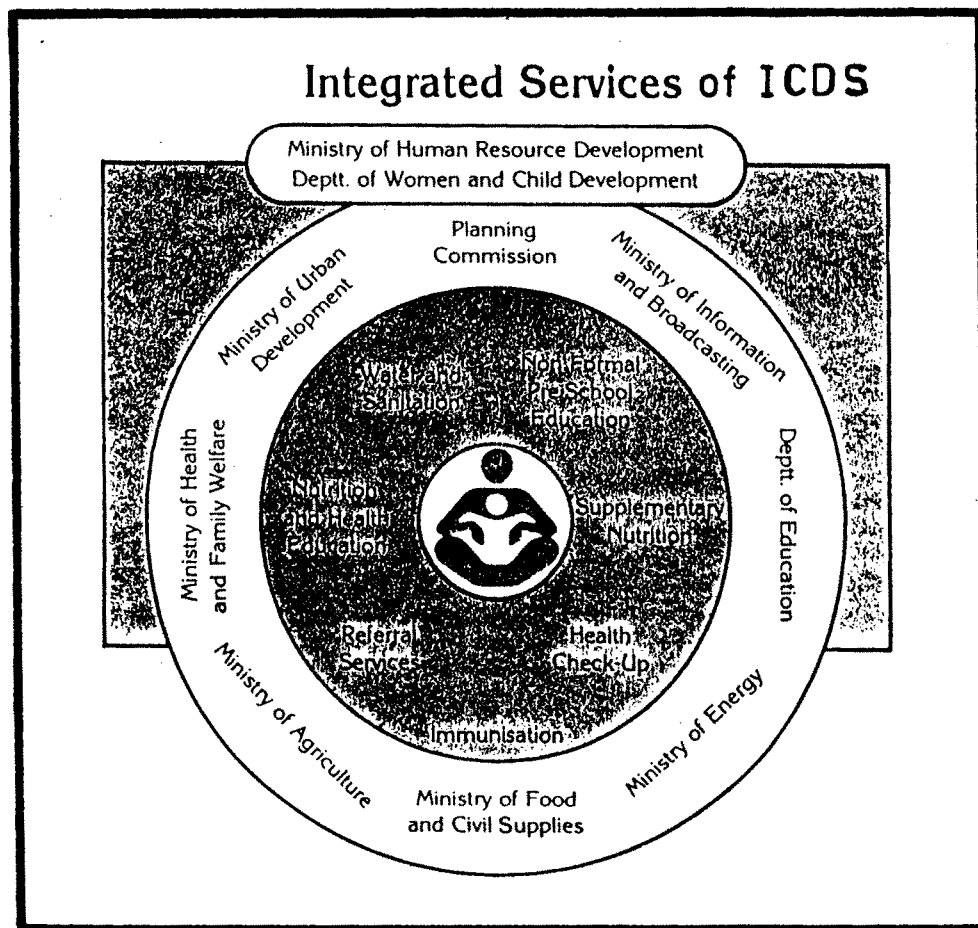 Integrated Services of ICDS
Ministry of Human Resource Development
Deptt. of Women and Child Development
Planning
Commission
Ministry of Information
and Broadcasting
Deptt. of Education
Ministry of Energy
Ministry of Food
and Civil Supplies
Ministry of Agriculture
Ministry of Health
and Family Welfare
Ministry of Urban
Development
Water and
Sanitation
Non-Formal
Pre-School
Education
Supplementary
Nutrition
Health
Check-Up
Immunisation
Referral
Services
Nutrition
and Health
Education